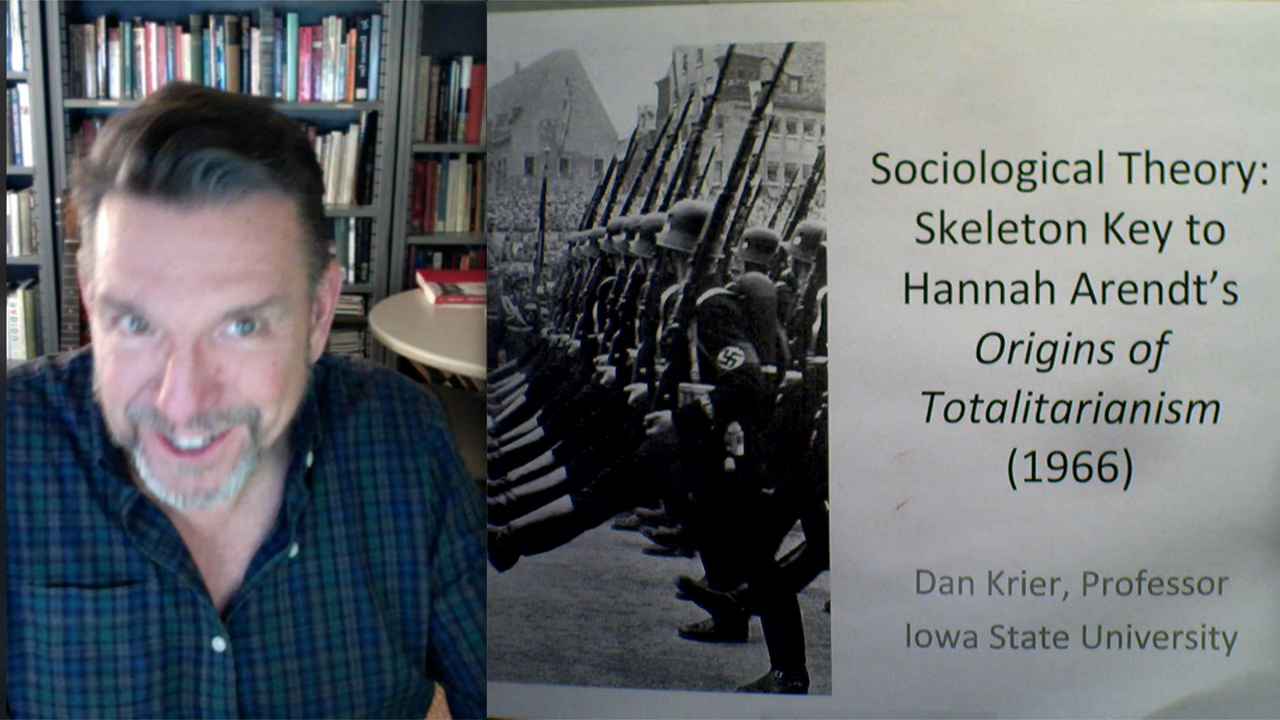 Sociological Theory:
Skeleton Key to
Hannah Arendt’s
Origins of
Totalitarianism
(1966)
Dan Krier, Professor
Iowa State University